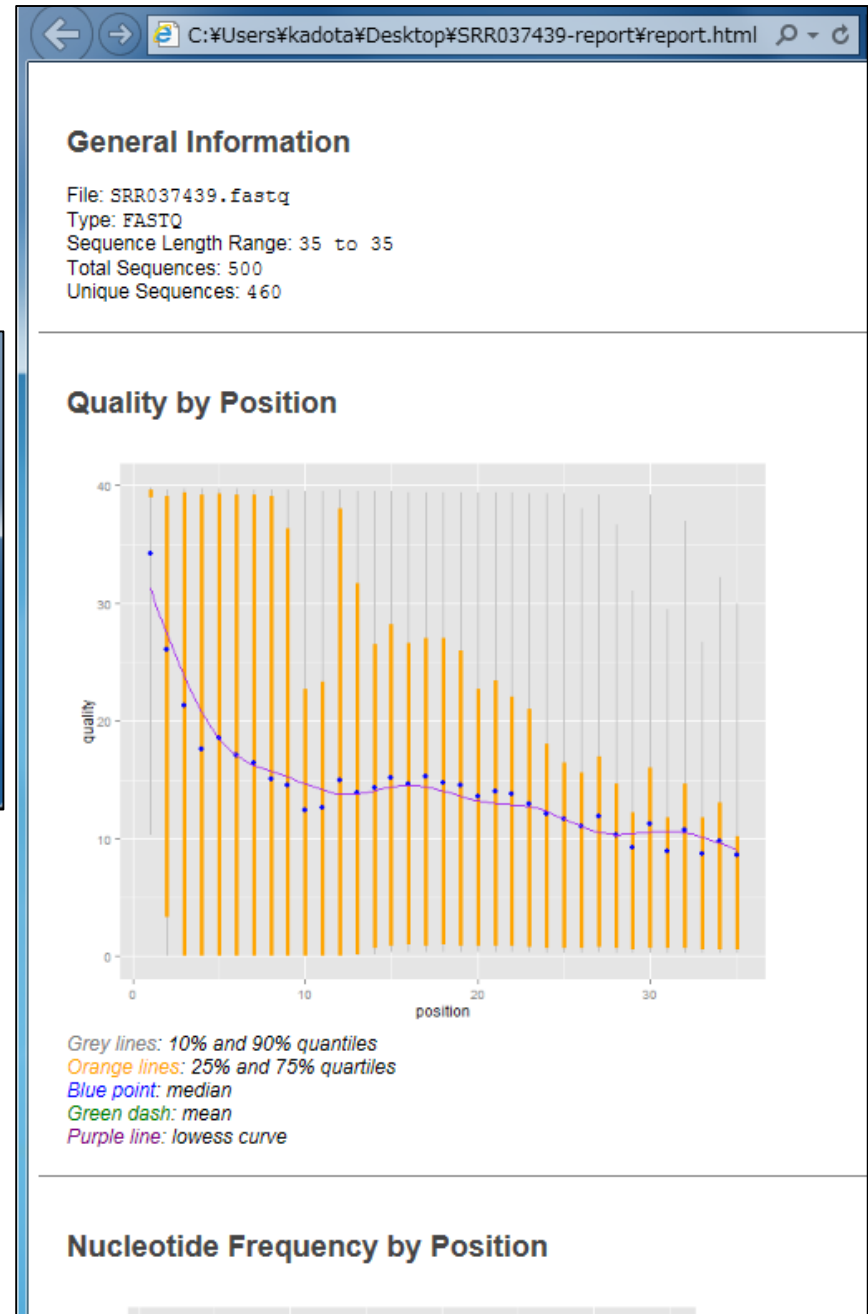 C:¥Users¥kadota¥Desktop¥SRR037439-report¥report.html
General Information
File: SRR037439.fastq
Type: FASTQ
Sequence Length Range: 35 to 35
Total Sequences: 500
Unique Sequences: 460
Quality by Position
40
30
quality
20
10
0
0 10 20 30
position
Grey lines: 10% and 90% quantiles
Orange lines: 25% and 75% quartiles
Blue point: median
Green dash: mean
Purple line: lowess curve
Nucleotide Frequency by Position